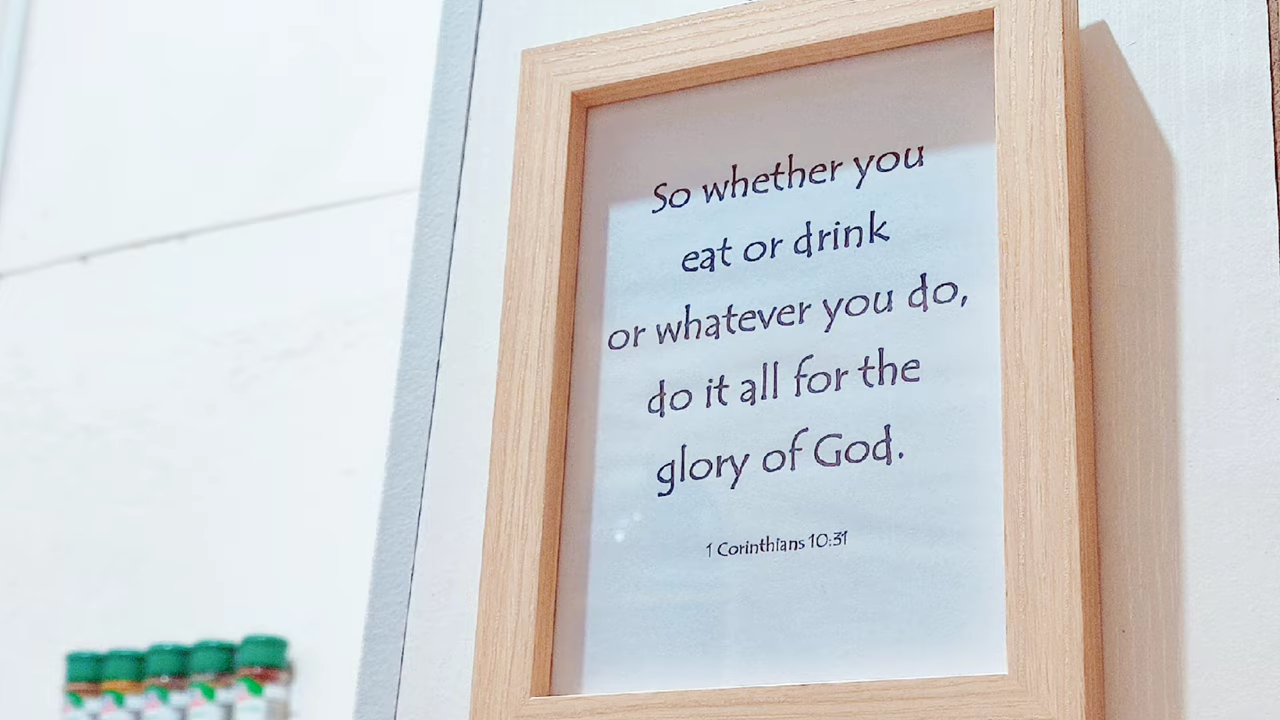 So whether you
eat or drink
or whatever you do,
do it all for the
glory of God.
1 Corinthians 10:31